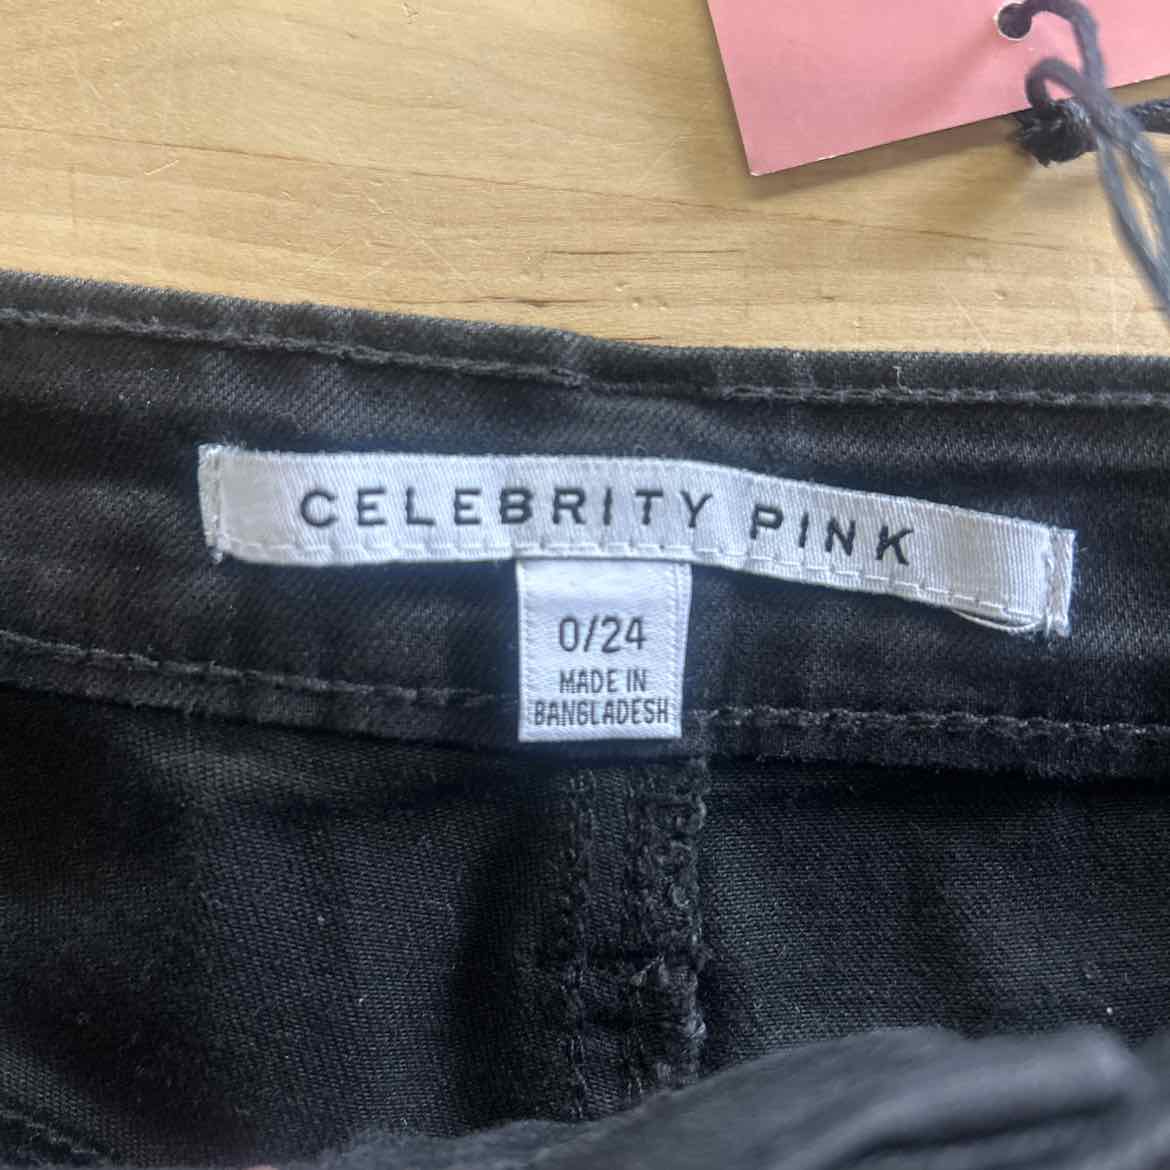 CELEBRITY PINK
0/24
MADE IN
BANGLADESH